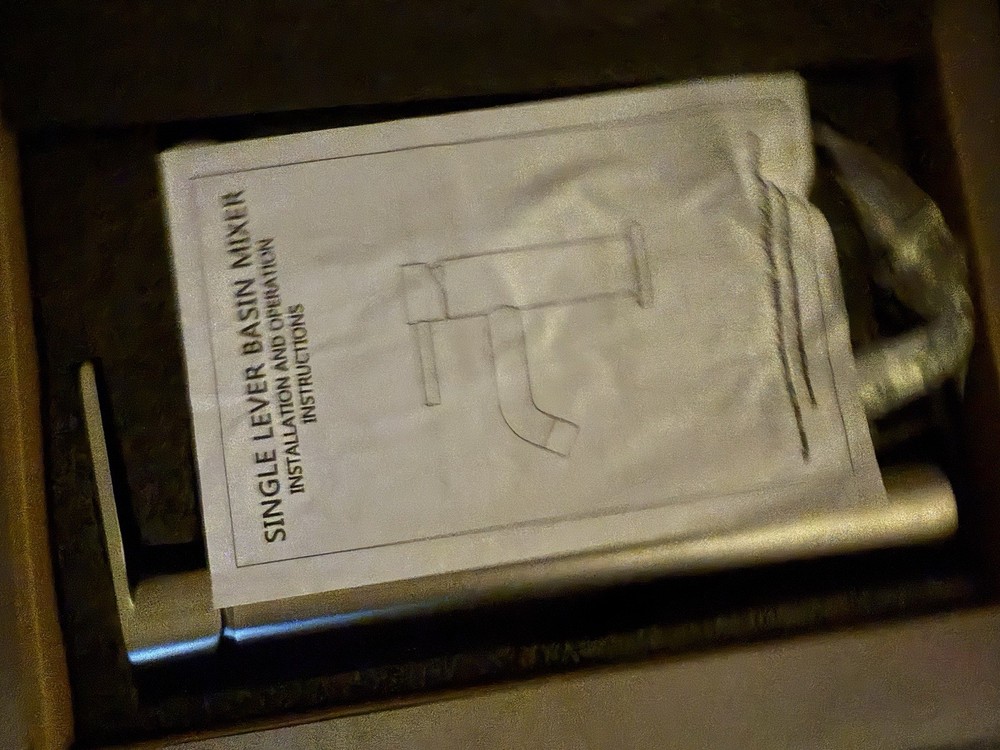 SINGLE LEVER BASIN MIXER
INSTALLATION AND OPERATION
INSTRUCTIONS